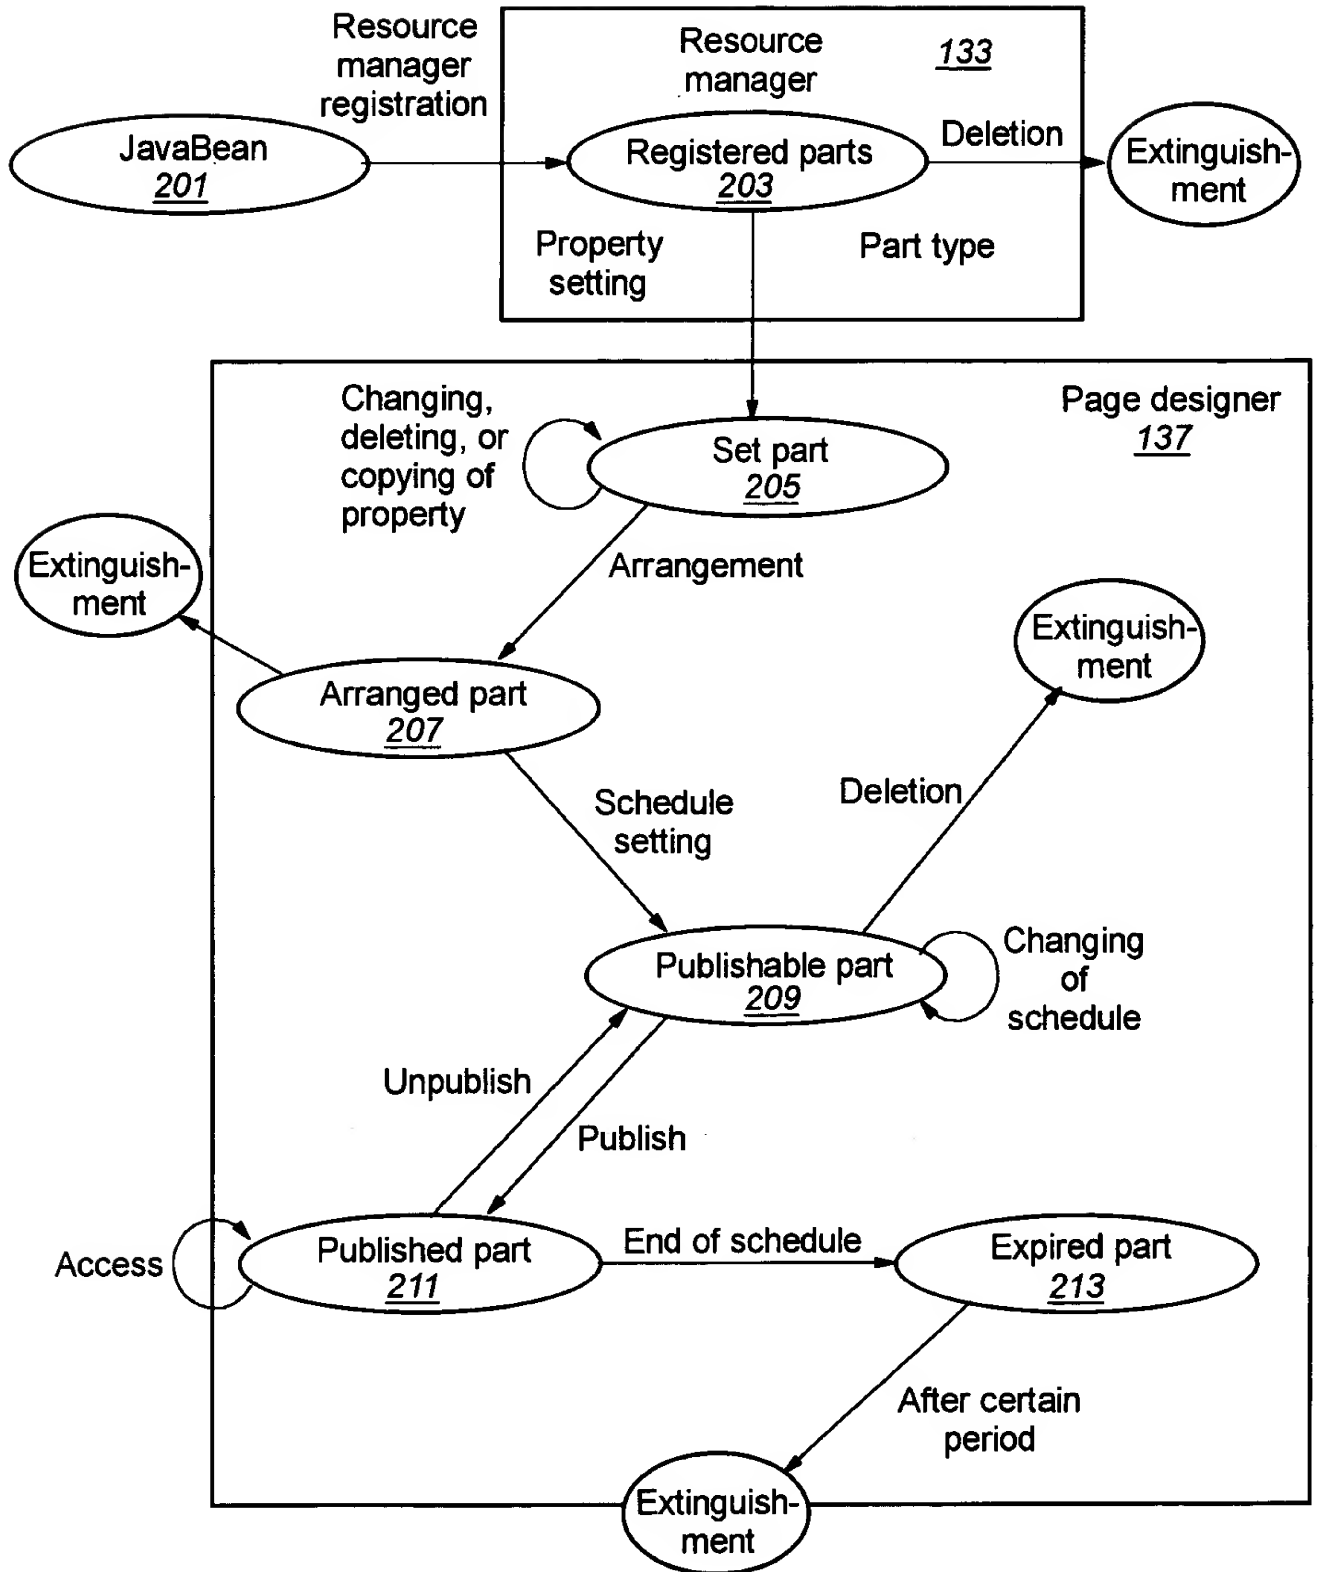 Resource
manager
registration
Resource
manager
133
JavaBean
201
Registered parts
203
Deletion
Extinguish-
ment
Property
setting
Part type
Changing,
deleting, or
copying of
property
Page designer
137
Set part
205
Extinguish-
ment
Arrangement
Extinguish-
ment
Arranged part
207
Schedule
setting
Deletion
Publishable part
209
Changing
of
schedule
Unpublish
Publish
Access
Published part
211
End of schedule
Expired part
213
After certain
period
Extinguish-
ment